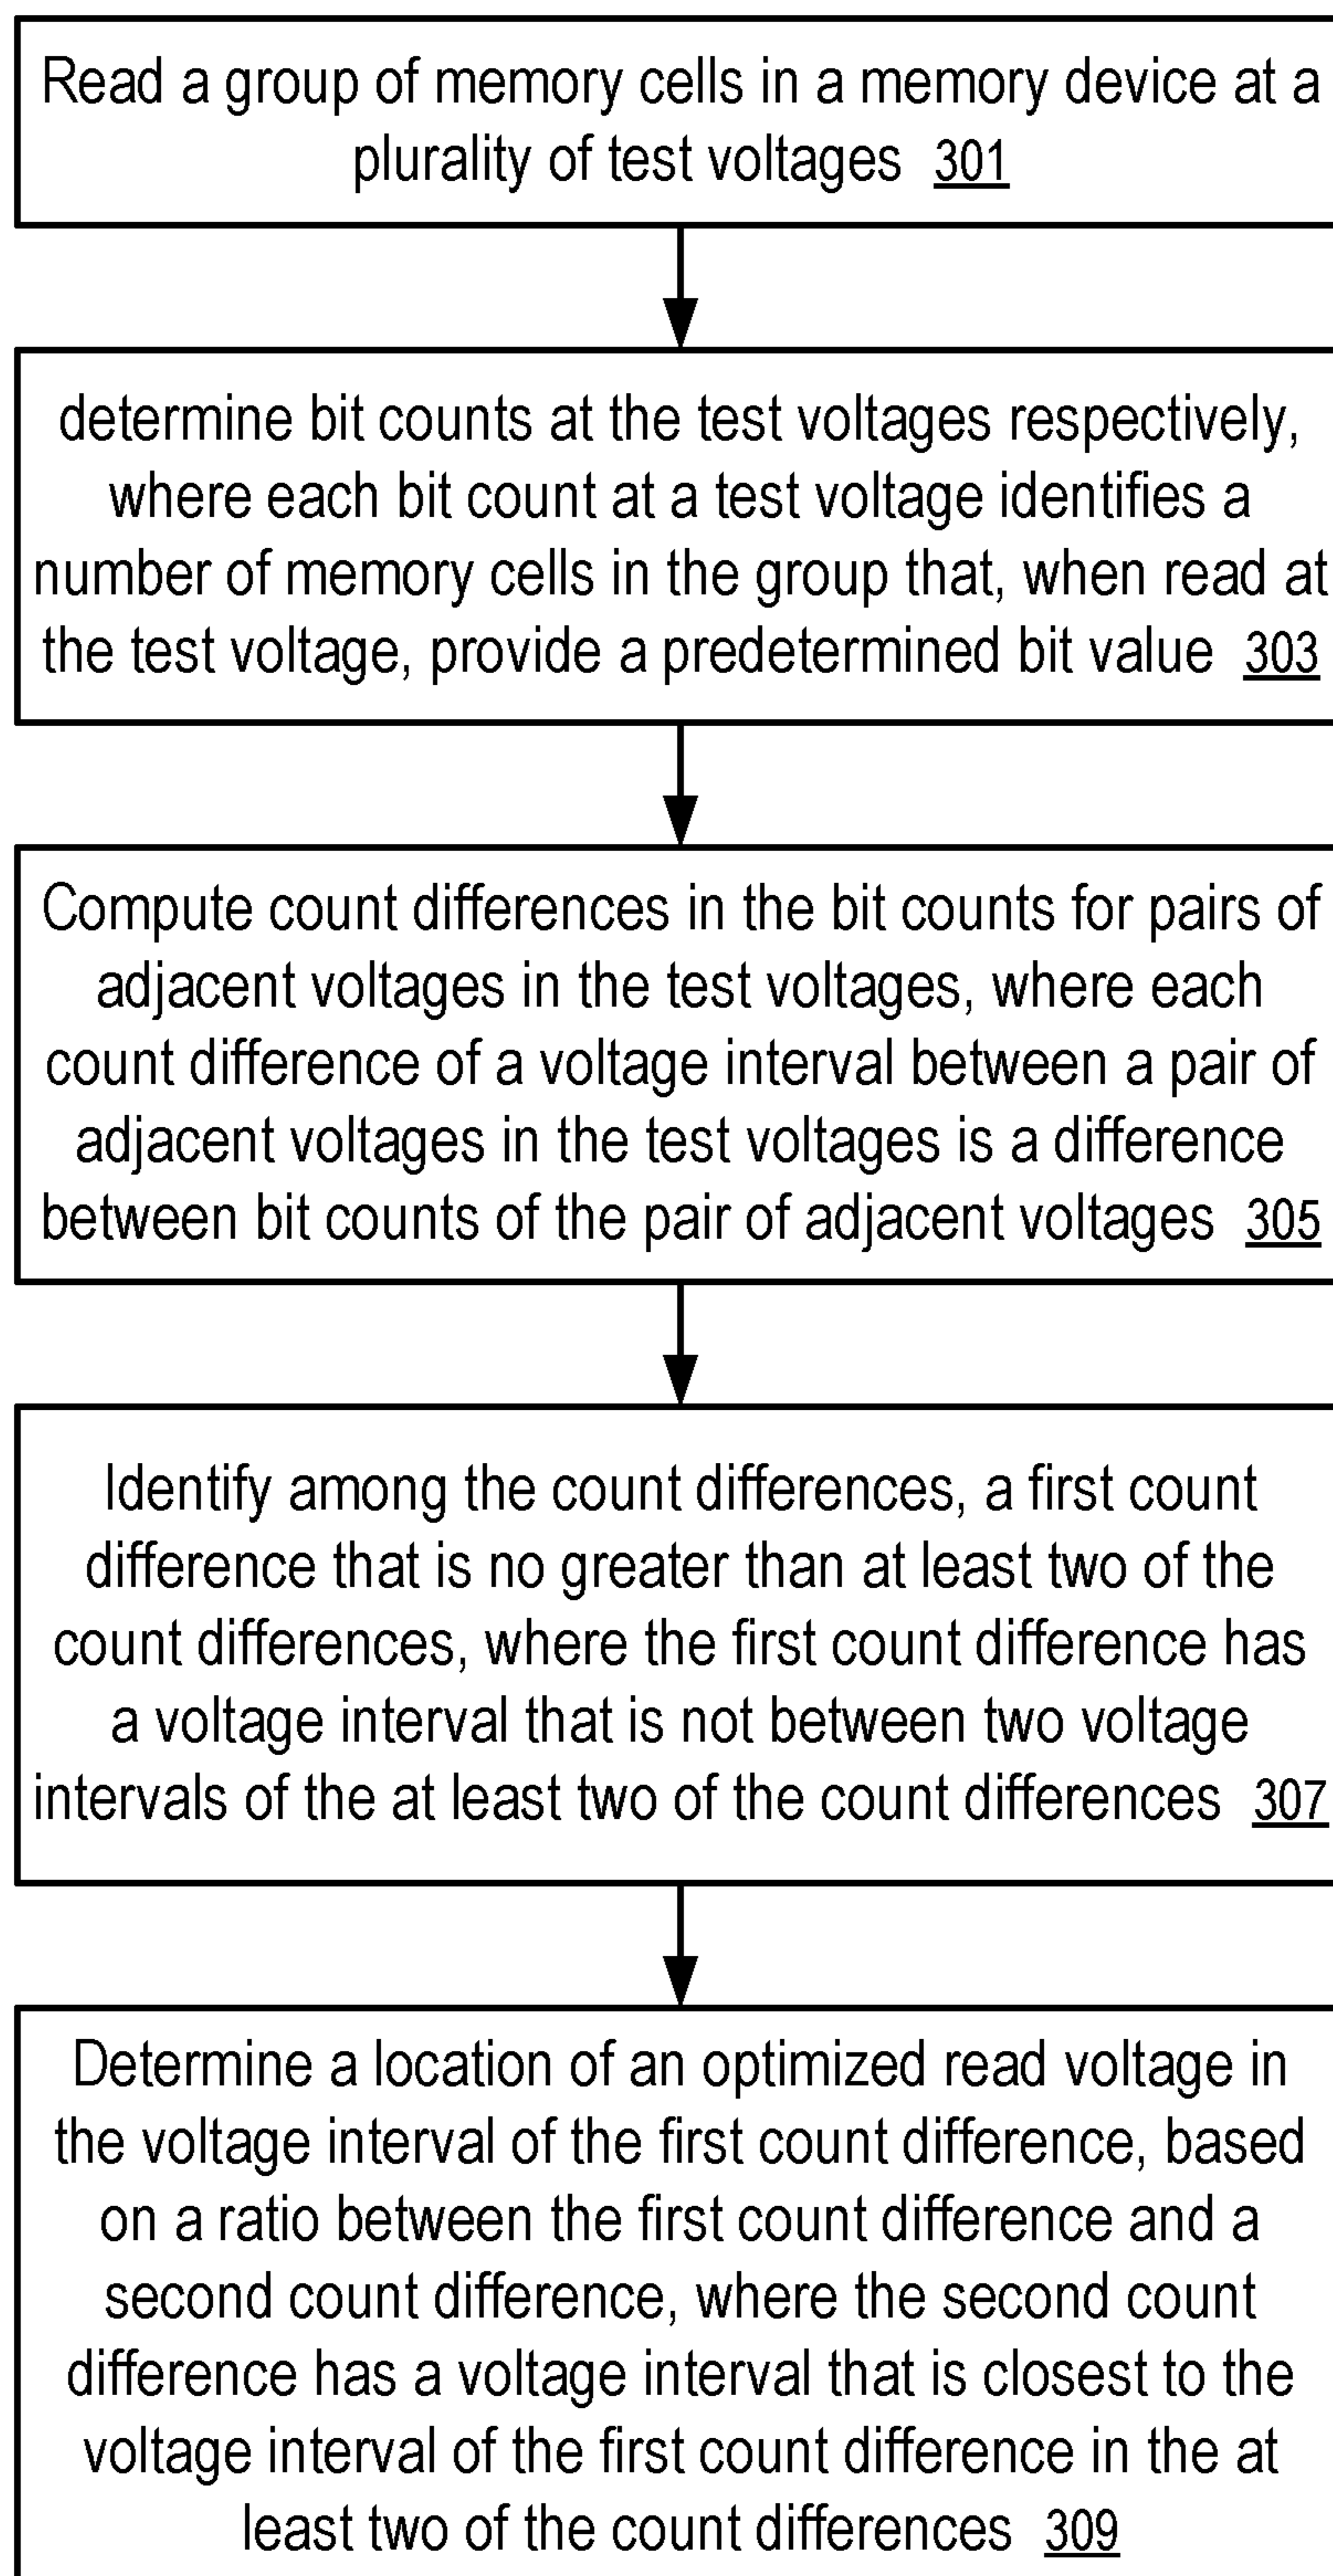 Read a group of memory cells in a memory device at a
plurality of test voltages 301
determine bit counts at the test voltages respectively,
where each bit count at a test voltage identifies a
number of memory cells in the group that, when read at
the test voltage, provide a predetermined bit value 303
Compute count differences in the bit counts for pairs of
adjacent voltages in the test voltages, where each
count difference of a voltage interval between a pair of
adjacent voltages in the test voltages is a difference
between bit counts of the pair of adjacent voltages 305
Identify among the count differences, a first count
difference that is no greater than at least two of the
count differences, where the first count difference has
a voltage interval that is not between two voltage
intervals of the at least two of the count differences 307
Determine a location of an optimized read voltage in
the voltage interval of the first count difference, based
on a ratio between the first count difference and a
second count difference, where the second count
difference has a voltage interval that is closest to the
voltage interval of the first count difference in the at
least two of the count differences 309